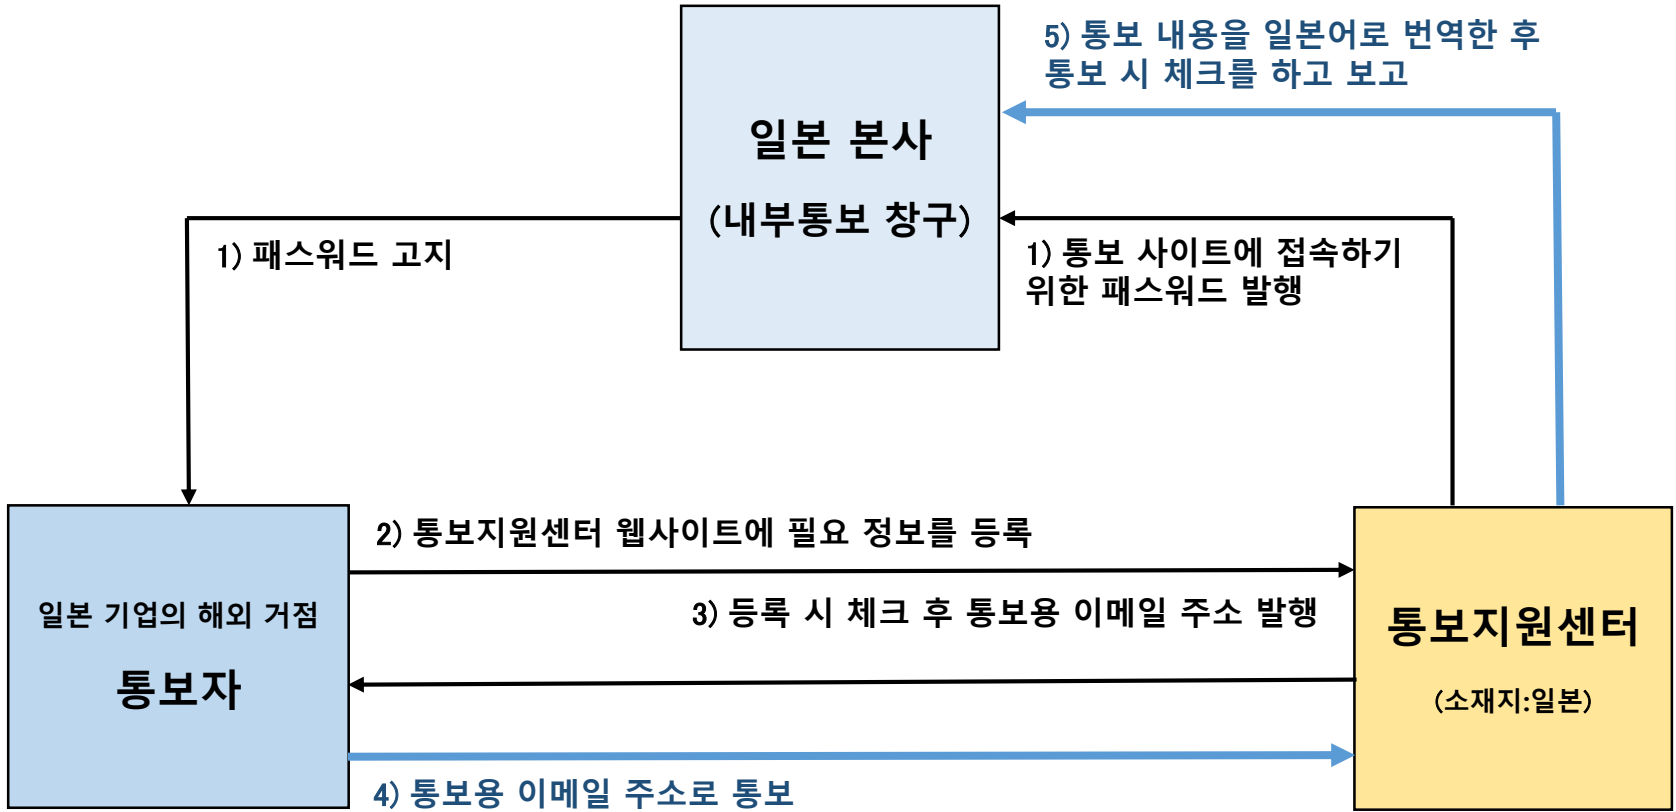 5) 통보 내용을 일본어로 번역한 후
통보 시 체크를 하고 보고
일본 본사
(내부통보 창구)
1) 패스워드 고지
1) 통보 사이트에 접속하기
위한 패스워드 발행
2) 통보지원센터 웹사이트에 필요 정보를 등록
일본 기업의 해외 거점
통보자
3) 등록 시 체크 후 통보용 이메일 주소 발행
통보지원센터
(소재지:일본)
4) 통보용 이메일 주소로 통보